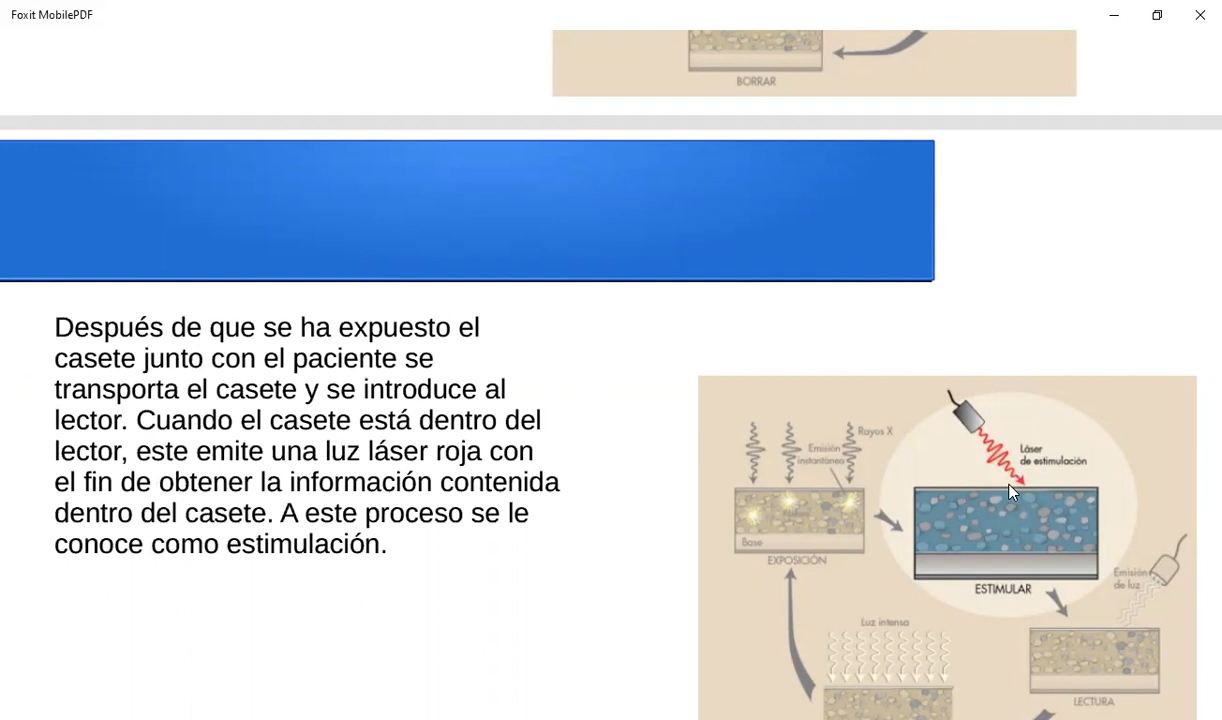 Foxit MobilePDF
BORRAR
Después de que se ha expuesto el
casete junto con el paciente se
transporta el casete y se introduce al
lector. Cuando el casete está dentro del
lector, este emite una luz láser roja con
el fin de obtener la información contenida
dentro del casete. A este proceso se le
conoce como estimulación.
Rayos X
Emisión
instantánea
Láser
de estimulación
Base
EXPOSICIÓN
ESTIMULAR
Emisión
de luz
Luz intensa
LECTURA